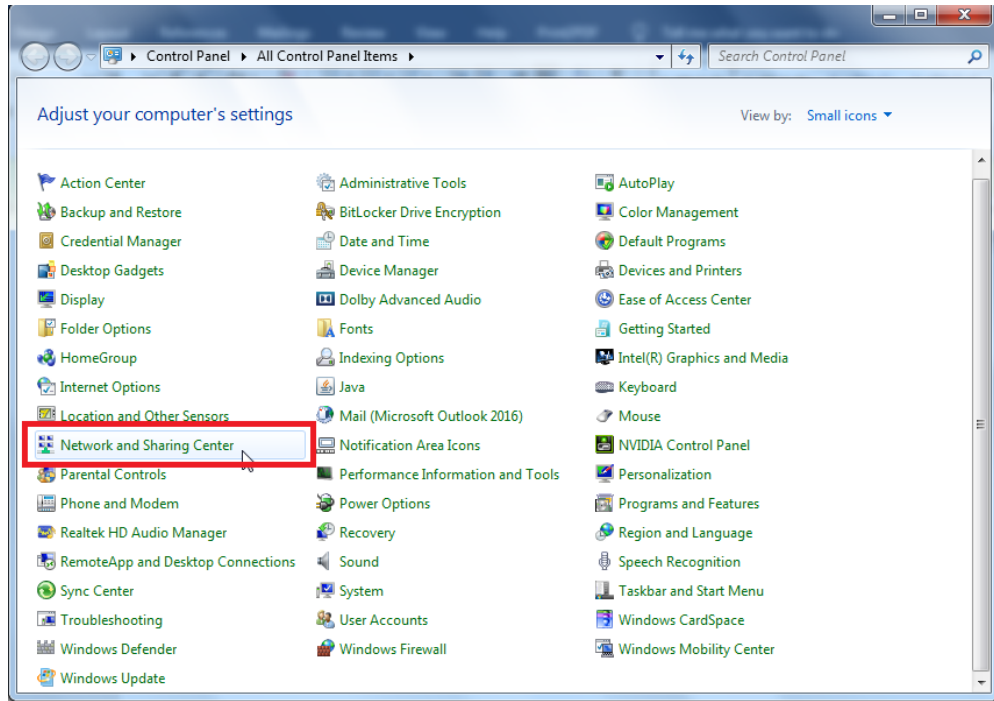 Control Panel All Control Panel Items
Search Control Panel
Adjust your computer's settings
View by: Small icons
Action Center
Administrative Tools
AutoPlay
Backup and Restore
BitLocker Drive Encryption
Color Management
Credential Manager
Date and Time
Default Programs
Desktop Gadgets
Device Manager
Devices and Printers
Display
Dolby Advanced Audio
Ease of Access Center
Folder Options
Fonts
Getting Started
HomeGroup
Indexing Options
Intel(R) Graphics and Media
Internet Options
Java
Keyboard
Location and Other Sensors
Mail (Microsoft Outlook 2016)
Mouse
Network and Sharing Center
Notification Area Icons
NVIDIA Control Panel
Parental Controls
Performance Information and Tools
Personalization
Phone and Modem
Power Options
Programs and Features
Realtek HD Audio Manager
Recovery
Region and Language
RemoteApp and Desktop Connections
Sound
Speech Recognition
Sync Center
System
Taskbar and Start Menu
Troubleshooting
User Accounts
Windows CardSpace
Windows Defender
Windows Firewall
Windows Mobility Center
Windows Update